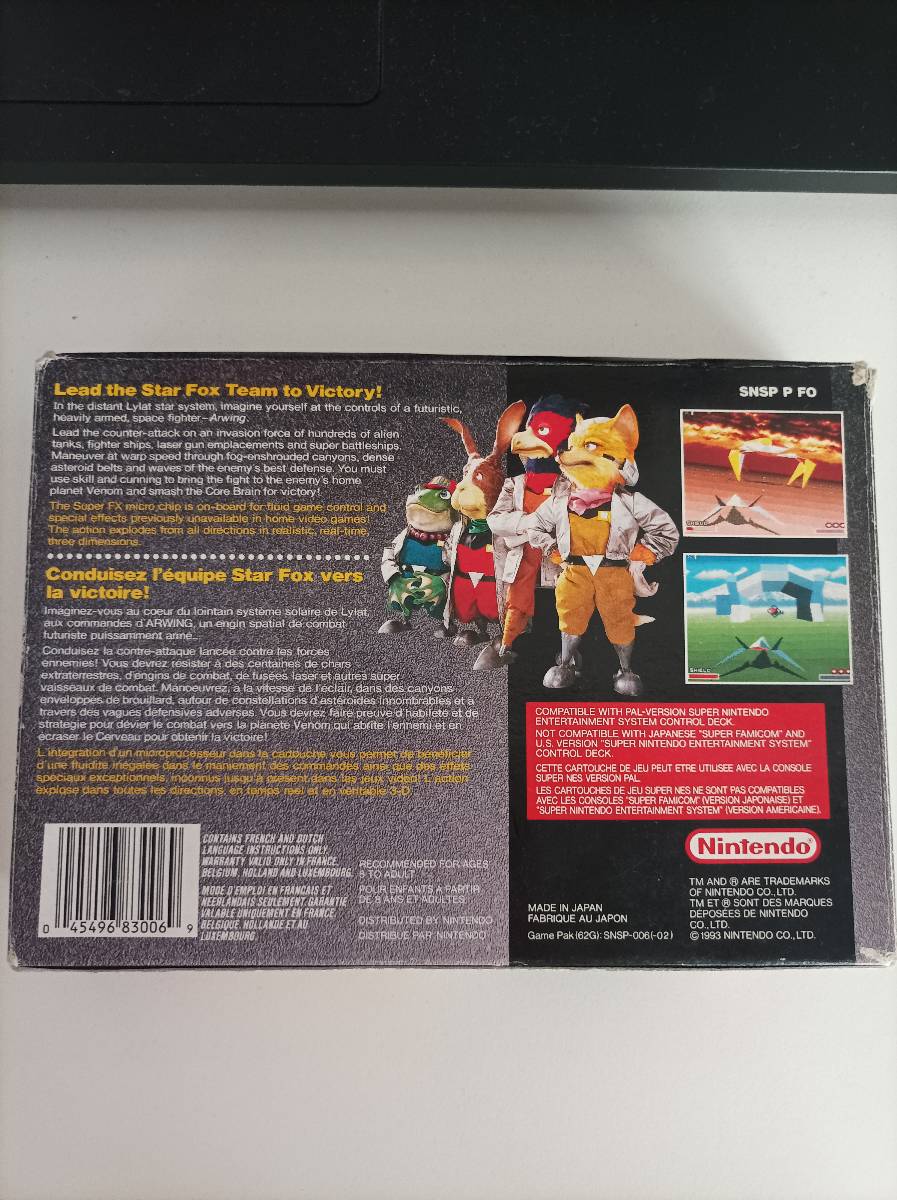 Lead the Star Fox Team to Victory!
In the distant Lylat star system, imagine yourself at the controls of a futuristic,
heavily armed, space fighter—Arwing.
Lead the counter-attack on an invasion force of hundreds of alien
tanks, fighter ships, laser gun emplacements and super battleships.
Maneuver at warp speed through fog-enshrouded canyons, dense
asteroid belts and waves of the enemy's best defense. You must
use skill and cunning to bring the fight to the enemy's home
planet Venom and smash the Core Brain for victory!
The Super FX micro chip is on-board for fluid game control and
special effects previously unavailable in home video games!
The action explodes from all directions in realistic, real-time,
three dimensions.
Conduisez l'équipe Star Fox vers
la victoire!
Imaginez-vous au coeur du lointain système solaire de Lylat,
aux commandes d'ARWING, un engin spatial de combat
futuriste puissamment armé.
Conduisez la contre-attaque lancée contre les forces
ennemies! Vous devrez résister à des centaines de chars
extraterrestres, d'engins de combat, de fusées laser et autres super
vaisseaux de combat. Manoeuvrez, à la vitesse de l'éclair, dans des canyons
enveloppés de brouillard, autour de constellations d'astéroïdes innombrables et à
travers des vagues défensives adverses. Vous devrez faire preuve d'habileté et de
stratégie pour dévier le combat vers la planète Venom qui abrite l'ennemi et en
écraser le Cerveau pour obtenir la victoire!
L'intégration d'un microprocesseur dans la cartouche vous permet de bénéficier
d'une fluidité inégalée dans le maniement des commandes ainsi que des effets
spéciaux exceptionnels, inconnus jusqu'à présent dans les jeux vidéo! L'action
explose dans toutes les directions, en temps réel et en véritable 3-D.
SNSP P FO
SHIELD
SHIELD
COMPATIBLE WITH PAL-VERSION SUPER NINTENDO
ENTERTAINMENT SYSTEM CONTROL DECK.
NOT COMPATIBLE WITH JAPANESE "SUPER FAMICOM" AND
U.S. VERSION "SUPER NINTENDO ENTERTAINMENT SYSTEM"
CONTROL DECK.
CETTE CARTOUCHE DE JEU PEUT ETRE UTILISEE AVEC LA CONSOLE
SUPER NES VERSION PAL.
LES CARTOUCHES DE JEU SUPER NES NE SONT PAS COMPATIBLES
AVEC LES CONSOLES "SUPER FAMICOM" (VERSION JAPONAISE) ET
"SUPER NINTENDO ENTERTAINMENT SYSTEM" (VERSION AMERICAINE).
0 45496 83006 9
CONTAINS FRENCH AND DUTCH
LANGUAGE INSTRUCTIONS ONLY.
WARRANTY VALID ONLY IN FRANCE,
BELGIUM, HOLLAND AND LUXEMBOURG.
MODE D'EMPLOI EN FRANCAIS ET
NEERLANDAIS SEULEMENT. GARANTIE
VALABLE UNIQUEMENT EN FRANCE,
BELGIQUE, HOLLANDE ET AU
LUXEMBOURG.
RECOMMENDED FOR AGES
8 TO ADULT
POUR ENFANTS A PARTIR
DE 8 ANS ET ADULTES
DISTRIBUTED BY NINTENDO
DISTRIBUE PAR NINTENDO
MADE IN JAPAN
FABRIQUE AU JAPON
Game Pak (62G): SNSP-006(-02)
Nintendo®
TM AND ® ARE TRADEMARKS
OF NINTENDO CO., LTD.
TM ET ® SONT DES MARQUES
DEPOSEES DE NINTENDO
CO., LTD.
© 1993 NINTENDO CO., LTD.